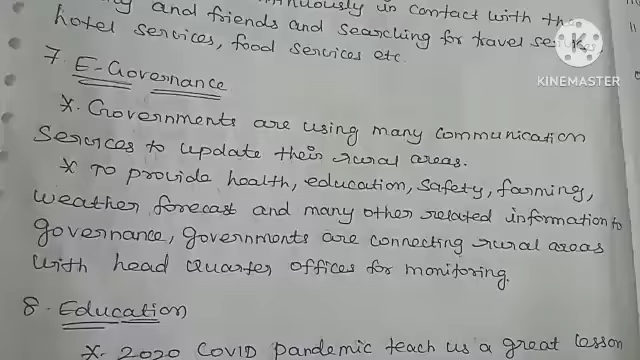 and friends and searching for travel services,
hotel services, food services etc.
7. E-Governance
*. Governments are using many communication
services to update their rural areas.
* To provide health, education, safety, farming,
weather forecast and many other related information to
governance, governments are connecting rural areas
with head quarter offices for monitoring.
8. Education
*. 2020 COVID pandemic teach us a great lesson
K
KINEMASTER